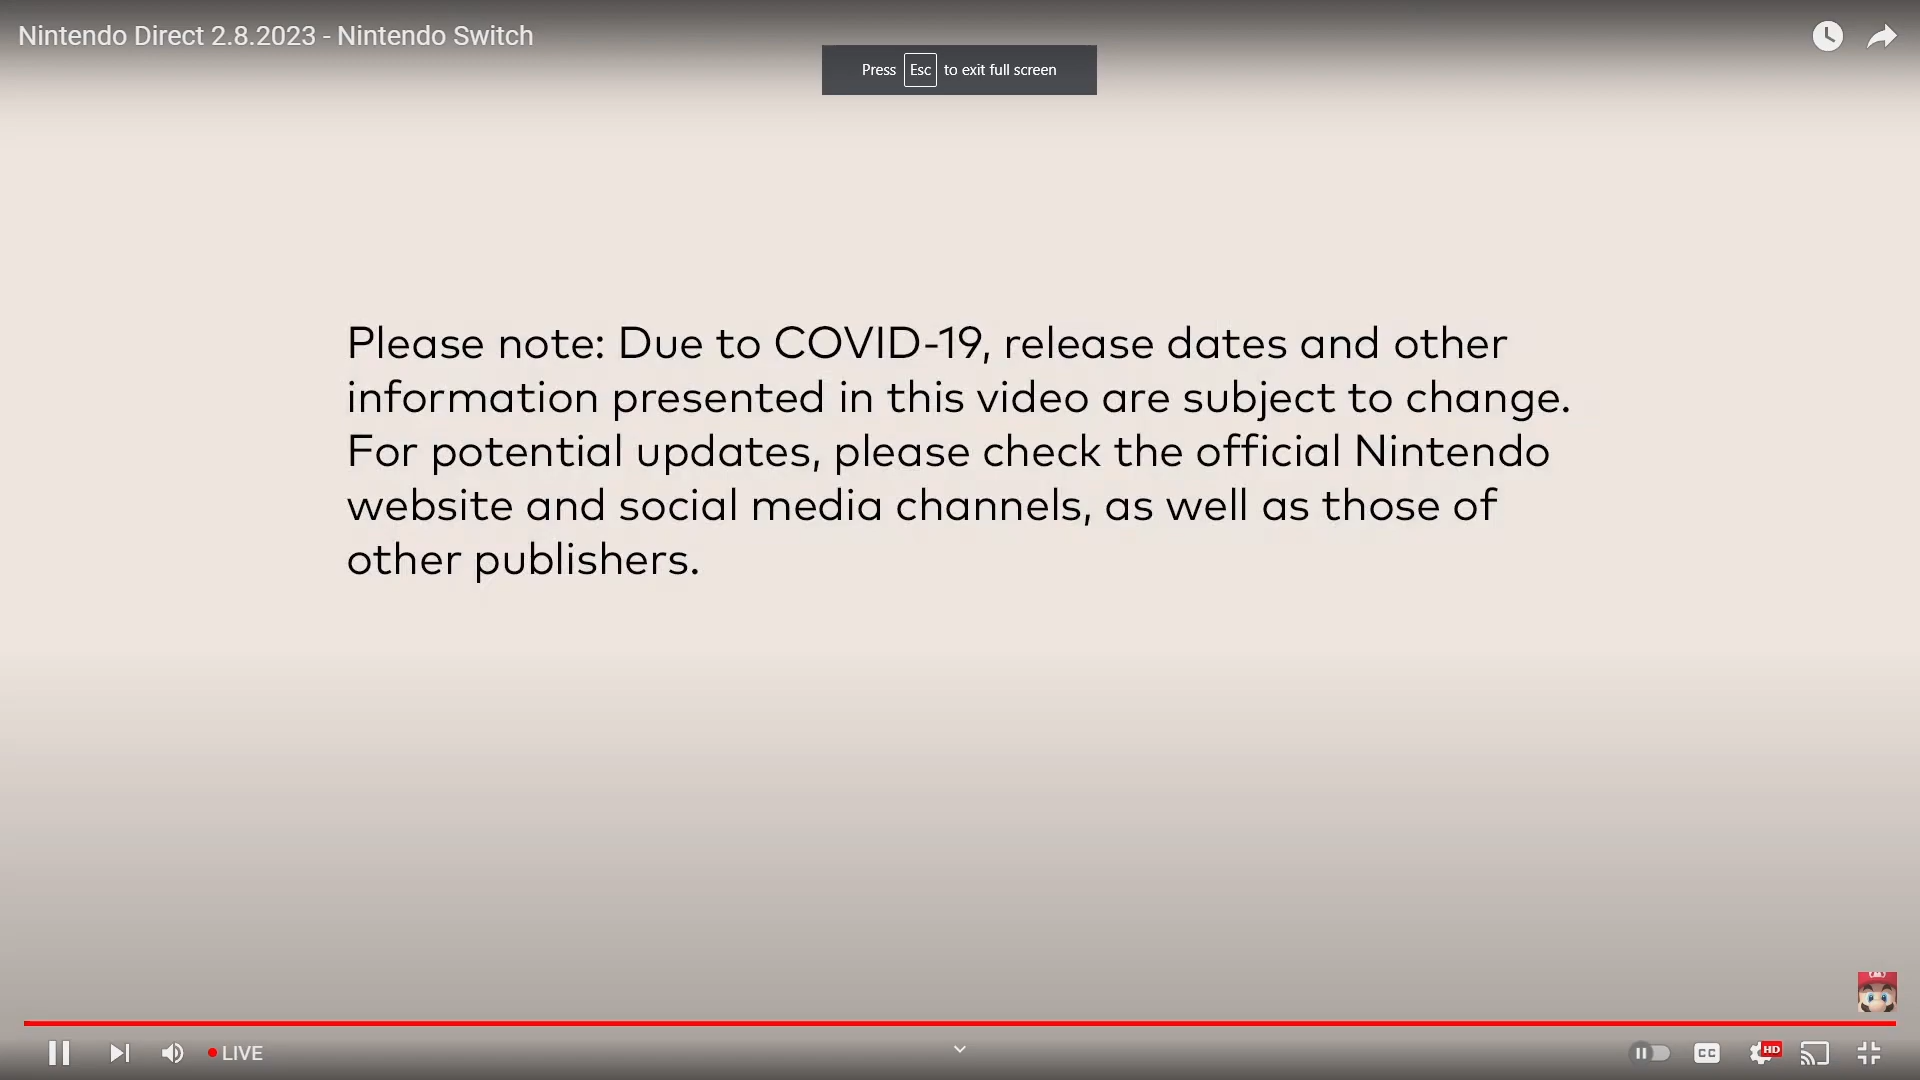 Nintendo Direct 2.8.2023 - Nintendo Switch
Press Esc to exit full screen
Please note: Due to COVID-19, release dates and other
information presented in this video are subject to change.
For potential updates, please check the official Nintendo
website and social media channels, as well as those of
other publishers.
LIVE
CC
HD